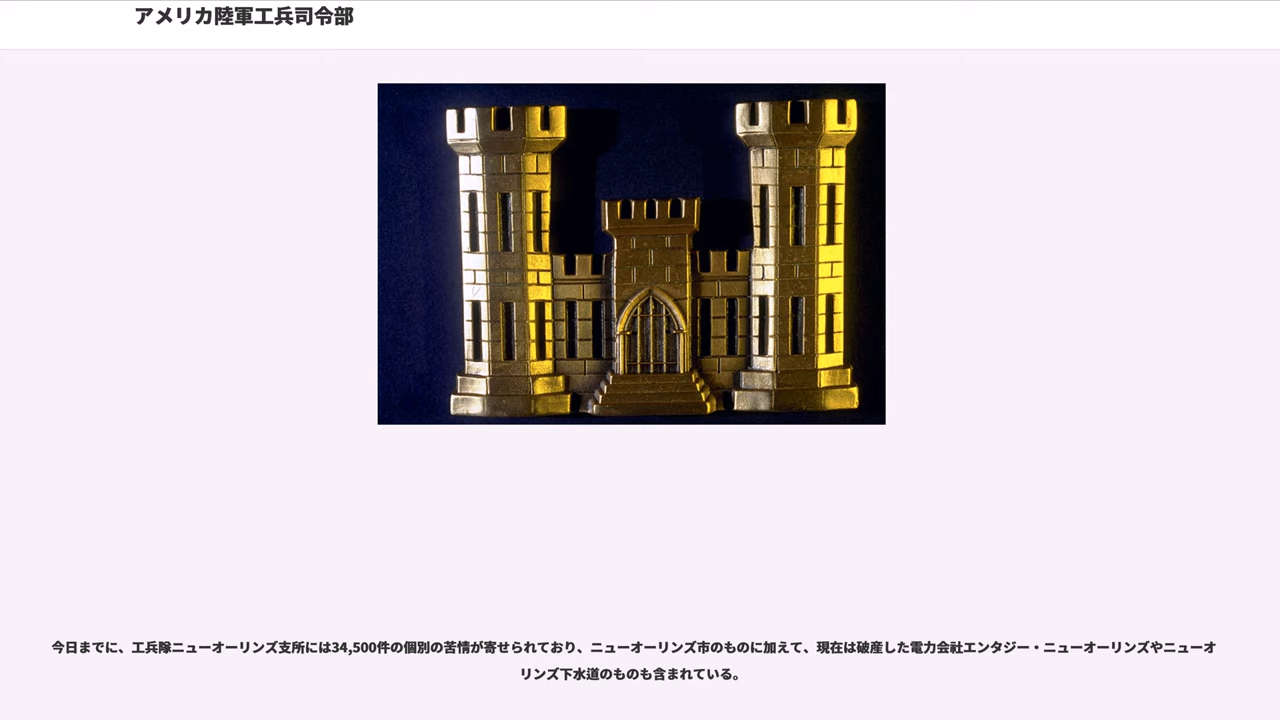 アメリカ陸軍工兵司令部
今日までに、工兵隊ニューオーリンズ支所には34,500件の個別の苦情が寄せられており、ニューオーリンズ市のものに加えて、現在は破産した電力会社エンタジー・ニューオーリンズやニューオ
リンズ下水道のものも含まれている。